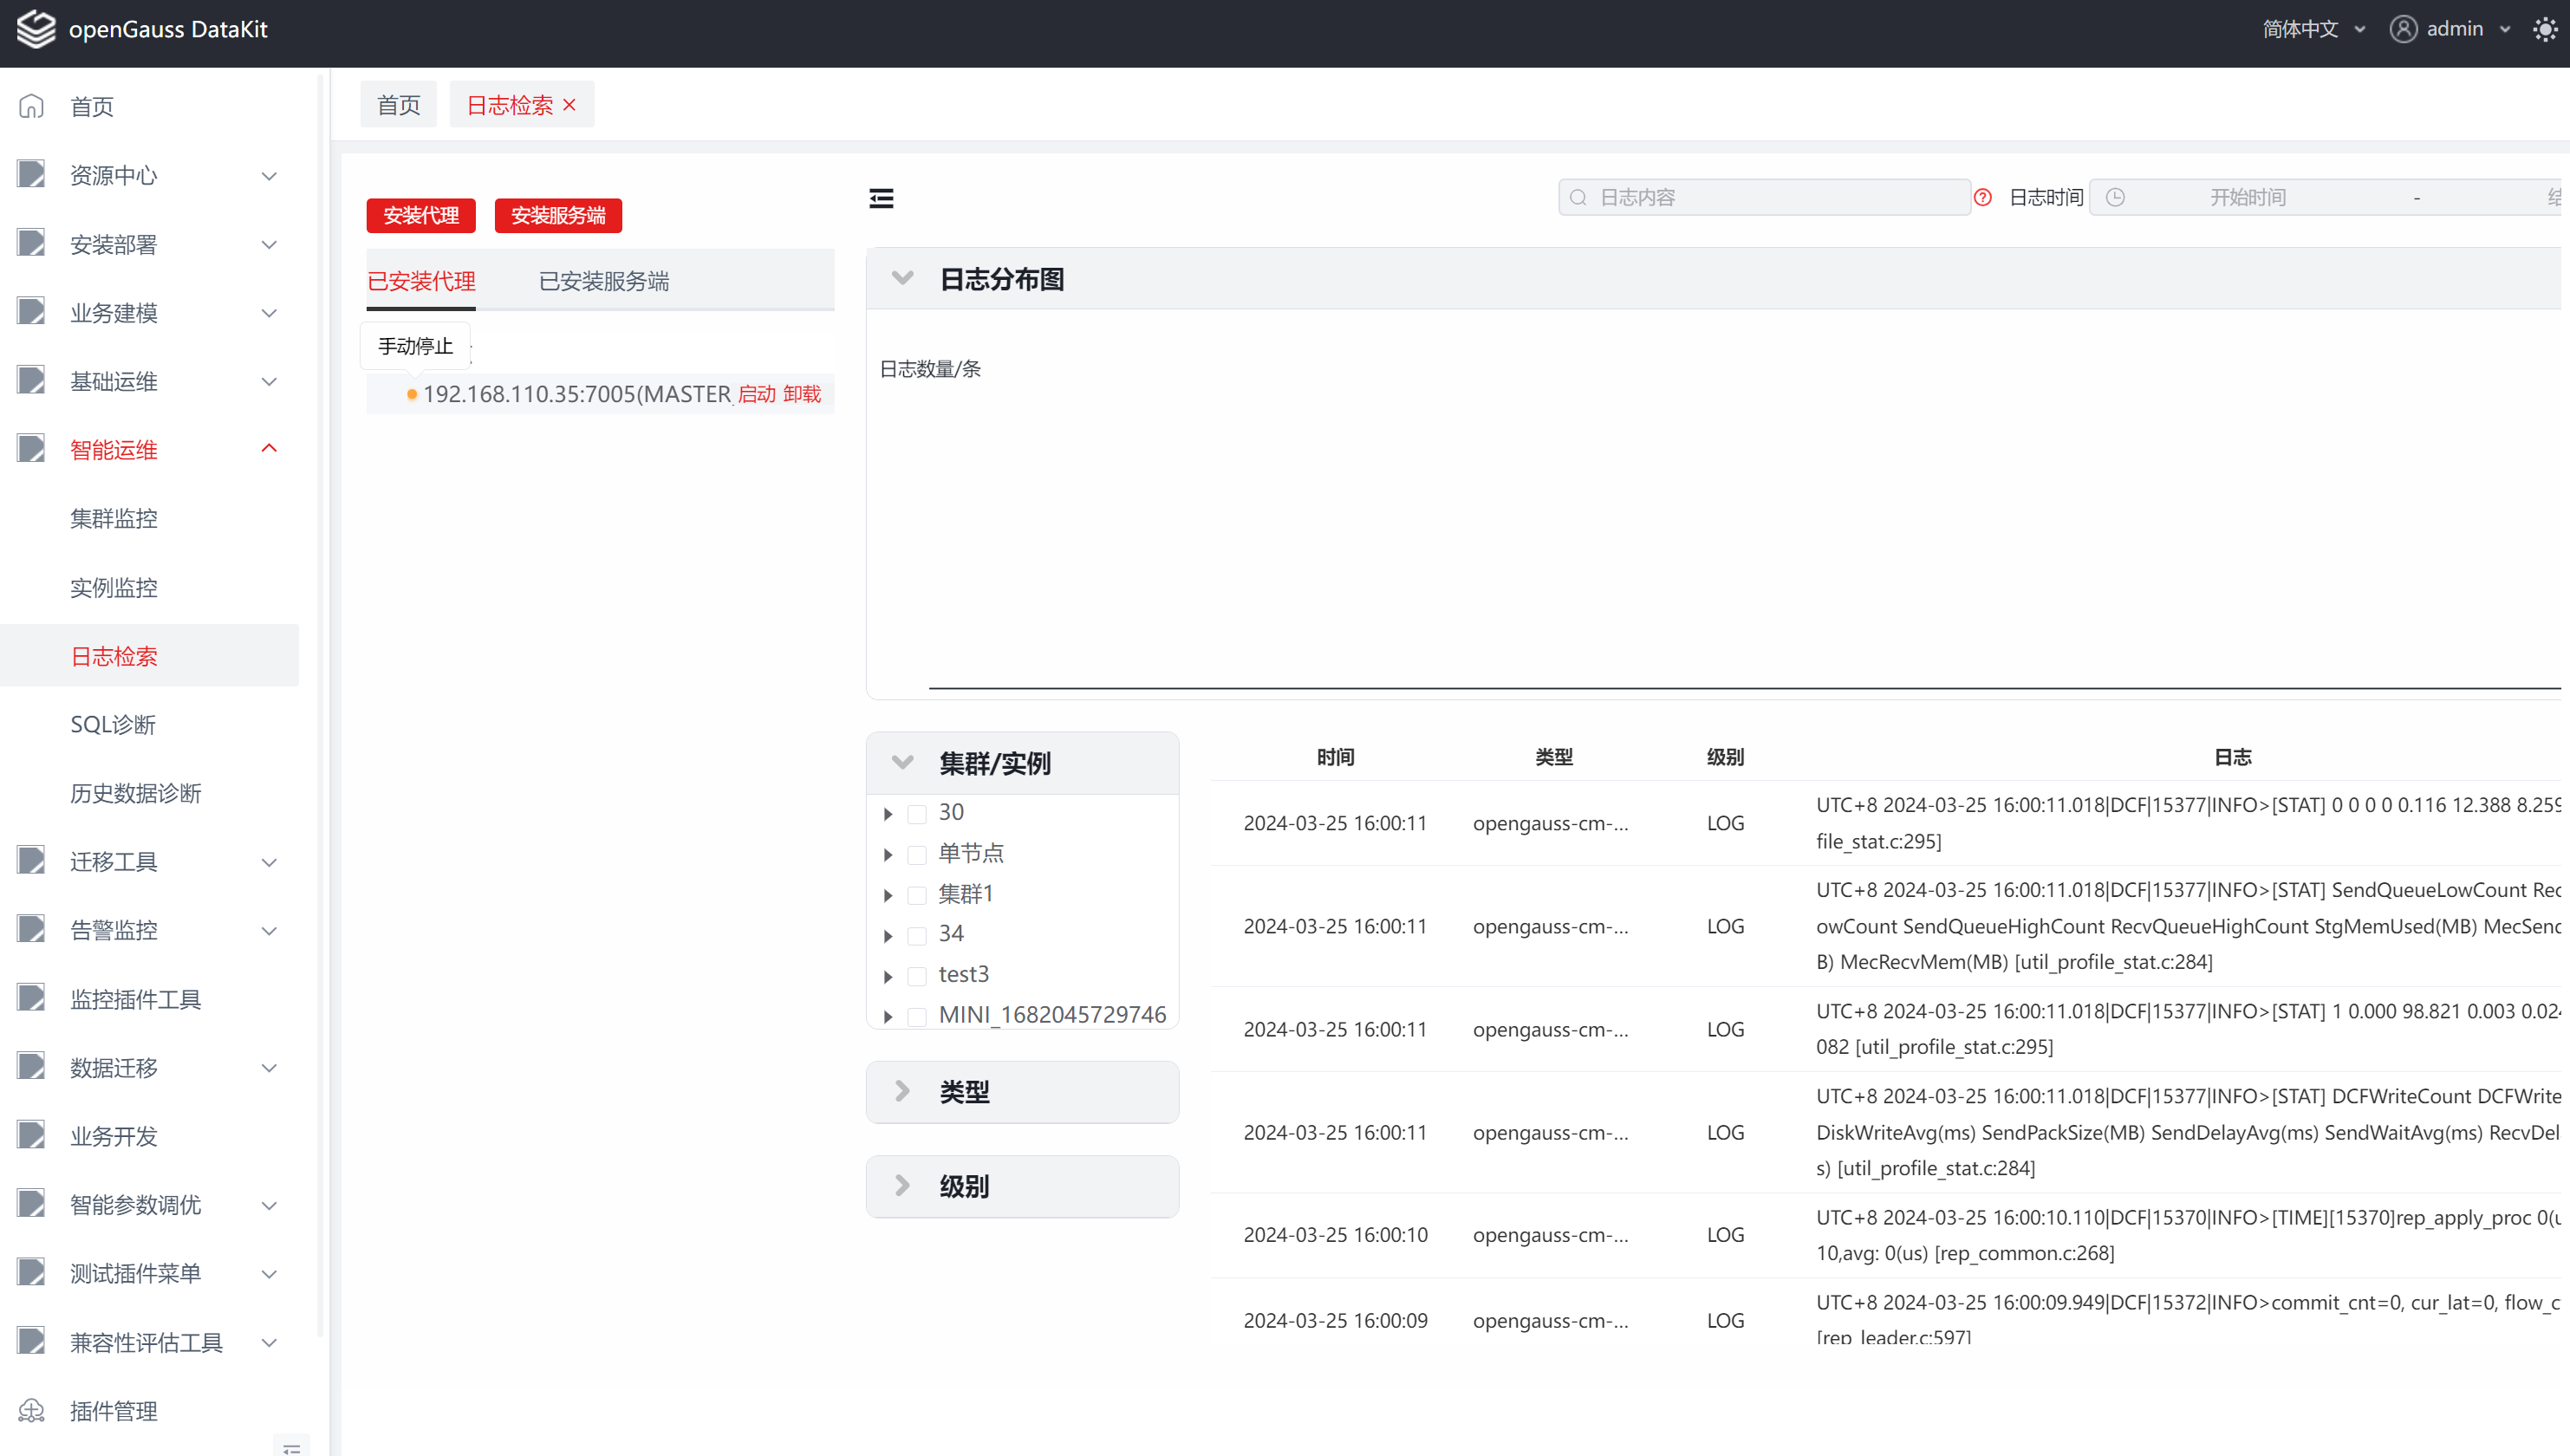 openGauss DataKit
简体中文
admin
首页
资源中心
安装部署
业务建模
基础运维
智能运维
集群监控
实例监控
日志检索
SQL诊断
历史数据诊断
迁移工具
告警监控
监控插件工具
数据迁移
业务开发
智能参数调优
测试插件菜单
兼容性评估工具
插件管理
首页
日志检索
安装代理
安装服务端
已安装代理
已安装服务端
手动停止
192.168.110.35:7005(MASTER
启动 卸载
日志内容
日志时间
开始时间
-
日志分布图
日志数量/条
集群/实例
30
单节点
集群1
34
test3
MINI_1682045729746
类型
级别
时间 类型 级别 日志
2024-03-25 16:00:11 opengauss-cm-... LOG
UTC+8 2024-03-25 16:00:11.018|DCF|15377|INFO>[STAT] 0 0 0 0 0.116 12.388 8.259
file_stat.c:295]
2024-03-25 16:00:11 opengauss-cm-... LOG
UTC+8 2024-03-25 16:00:11.018|DCF|15377|INFO>[STAT] SendQueueLowCount Rec
owCount SendQueueHighCount RecvQueueHighCount StgMemUsed(MB) MecSend
B) MecRecvMem(MB) [util_profile_stat.c:284]
2024-03-25 16:00:11 opengauss-cm-... LOG
UTC+8 2024-03-25 16:00:11.018|DCF|15377|INFO>[STAT] 1 0.000 98.821 0.003 0.024
082 [util_profile_stat.c:295]
2024-03-25 16:00:11 opengauss-cm-... LOG
UTC+8 2024-03-25 16:00:11.018|DCF|15377|INFO>[STAT] DCFWriteCount DCFWrite
DiskWriteAvg(ms) SendPackSize(MB) SendDelayAvg(ms) SendWaitAvg(ms) RecvDel
s) [util_profile_stat.c:284]
2024-03-25 16:00:10 opengauss-cm-... LOG
UTC+8 2024-03-25 16:00:10.110|DCF|15370|INFO>[TIME][15370]rep_apply_proc 0(u
10,avg: 0(us) [rep_common.c:268]
2024-03-25 16:00:09 opengauss-cm-... LOG
UTC+8 2024-03-25 16:00:09.949|DCF|15372|INFO>commit_cnt=0, cur_lat=0, flow_c
[rep_leader.c:597]